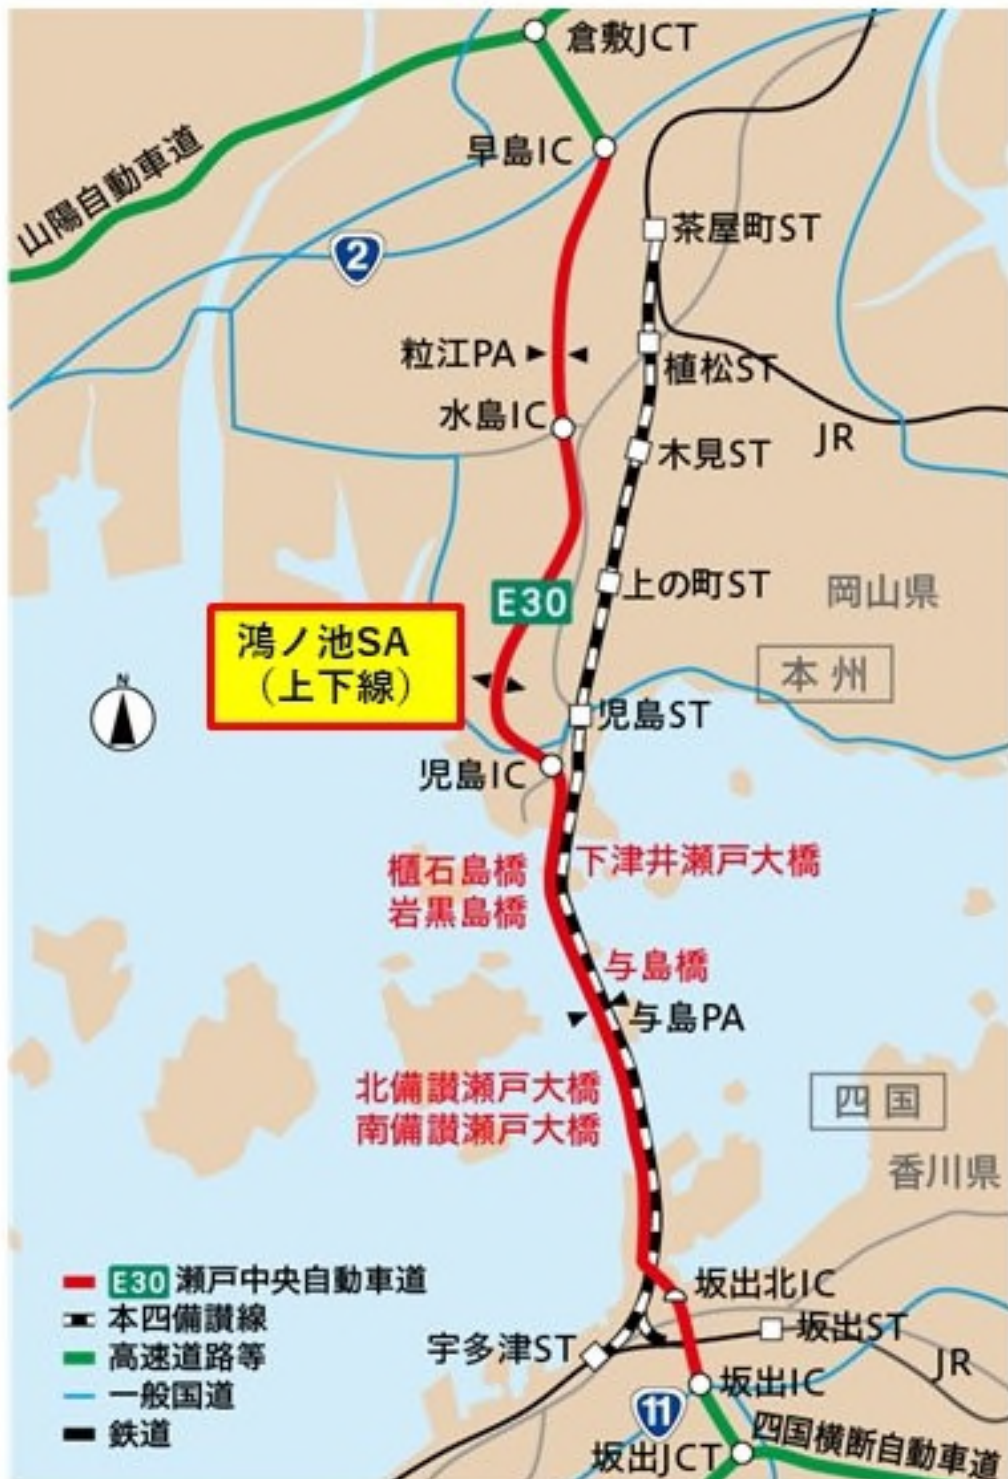 倉敷JCT
早島IC
山陽自動車道
茶屋町ST
2
粒江PA
植松ST
水島IC
JR
木見ST
E30
上の町ST
岡山県
鴻ノ池SA
（上下線）
本州
N
児島ST
児島IC
下津井瀬戸大橋
櫃石島橋
岩黒島橋
与島橋
与島PA
北備讃瀬戸大橋
南備讃瀬戸大橋
四国
香川県
E30 瀬戸中央自動車道
本四備讃線
高速道路等
一般国道
鉄道
坂出北IC
坂出ST
宇多津ST
JR
坂出IC
11
坂出JCT
四国横断自動車道